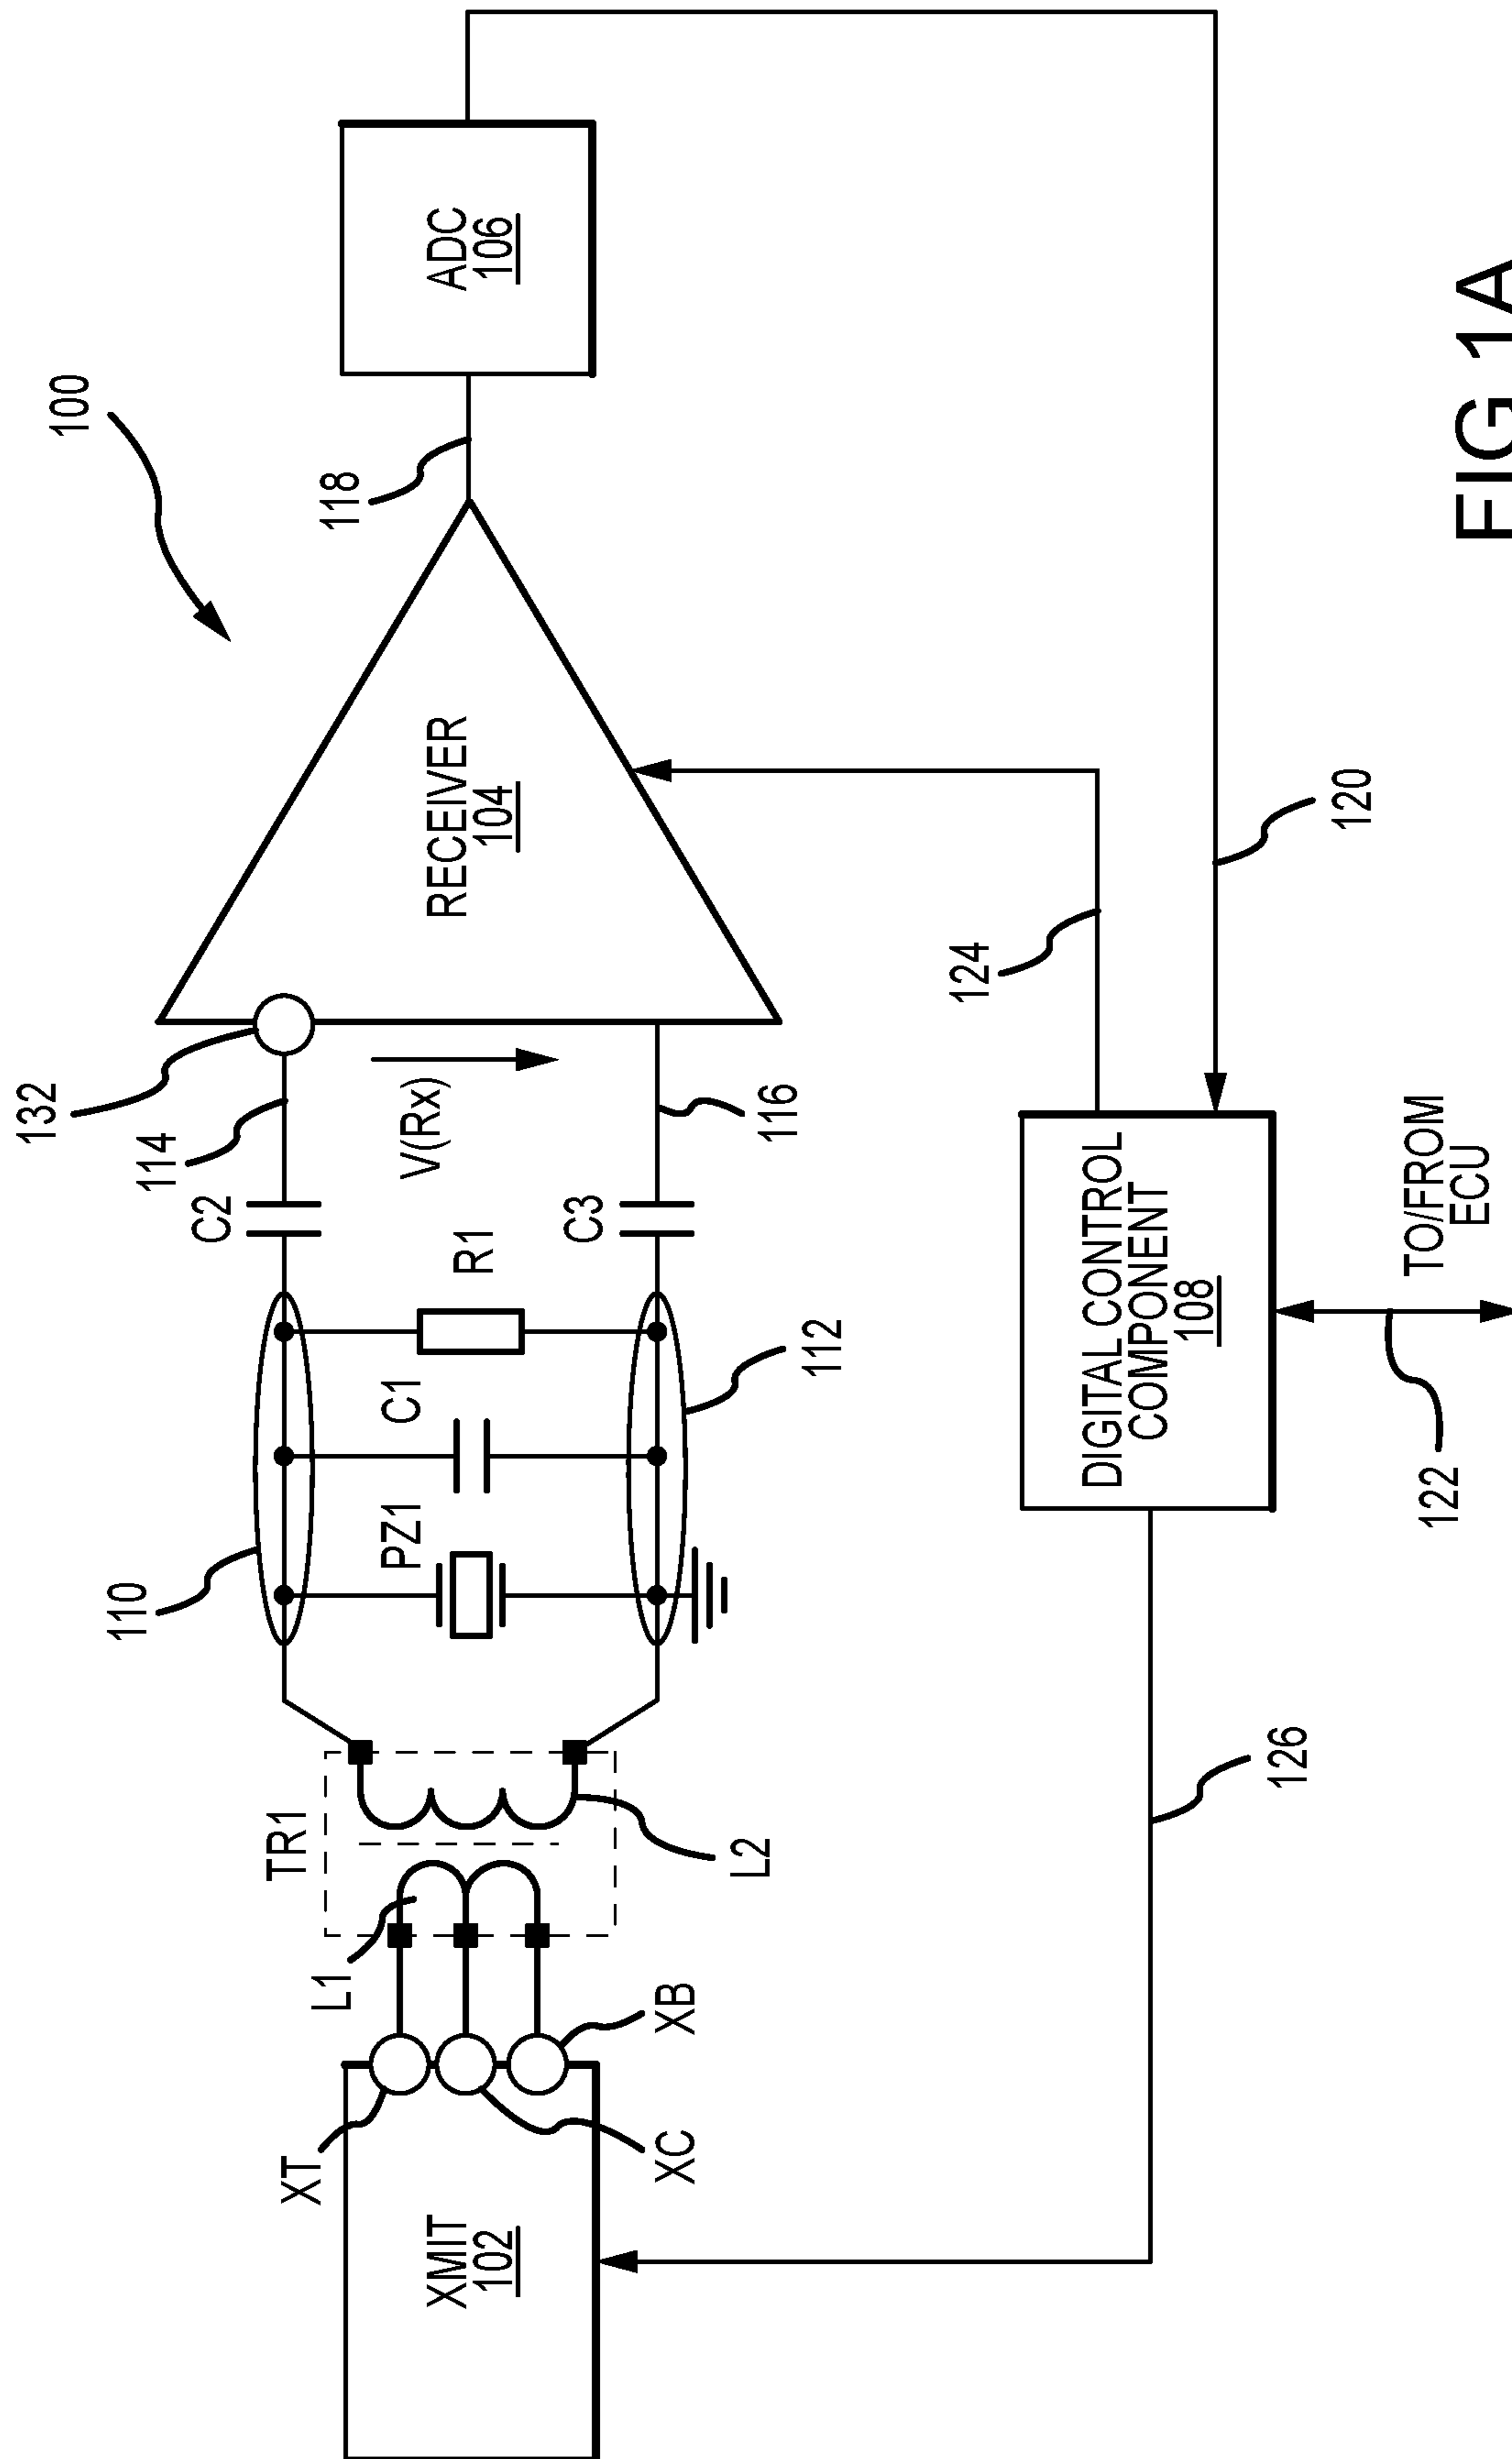 100
132
114
C2
110
V(Rx)
R1
C1
PZ1
C3
116
112
TR1
L1
L2
XT
XC
XB
XMIT
102
RECEIVER
104
118
ADC
106
124
120
DIGITAL CONTROL
COMPONENT
108
126
122
TO/FROM
ECU
FIG 1A